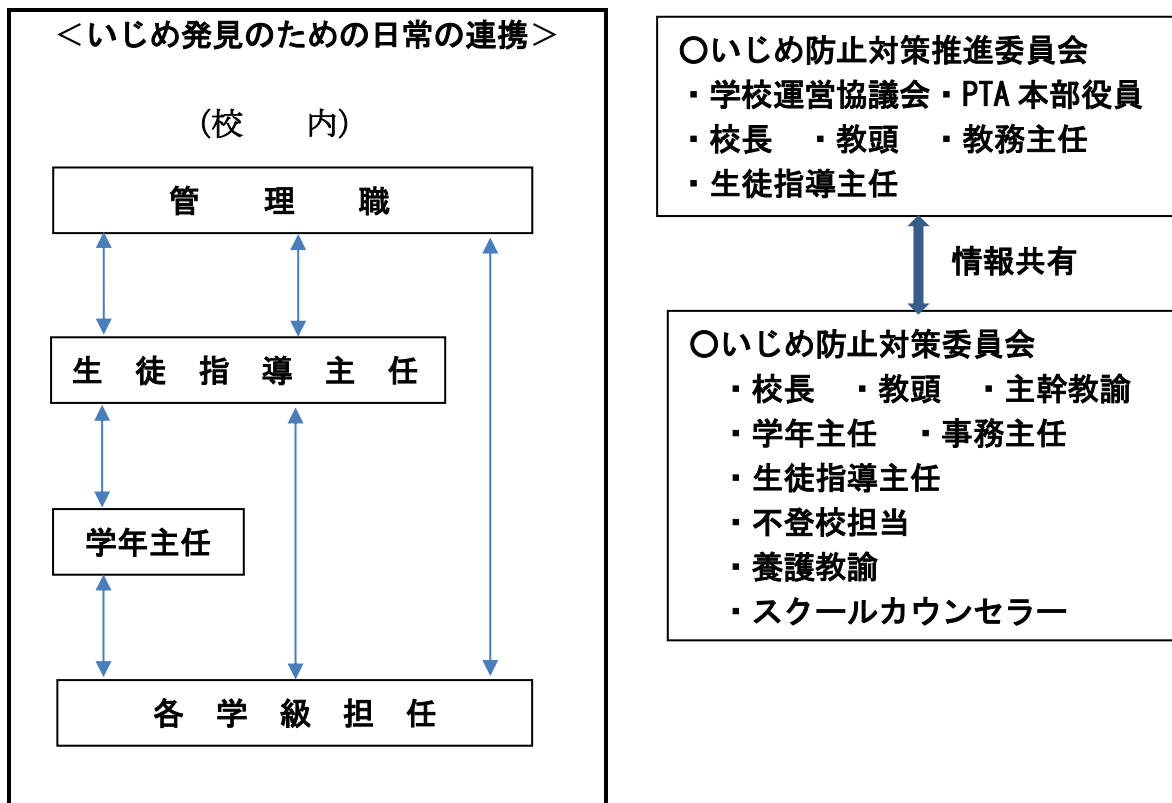 ＜いじめ発見のための日常の連携＞
（校　　内）
管　理　職
生　徒　指　導　主　任
学年主任
各　学　級　担　任
〇いじめ防止対策推進委員会
・学校運営協議会・PTA 本部役員
・校長　・教頭　・教務主任
・生徒指導主任
情報共有
〇いじめ防止対策委員会
・校長　・教頭　・主幹教諭
・学年主任　・事務主任
・生徒指導主任
・不登校担当
・養護教諭
・スクールカウンセラー